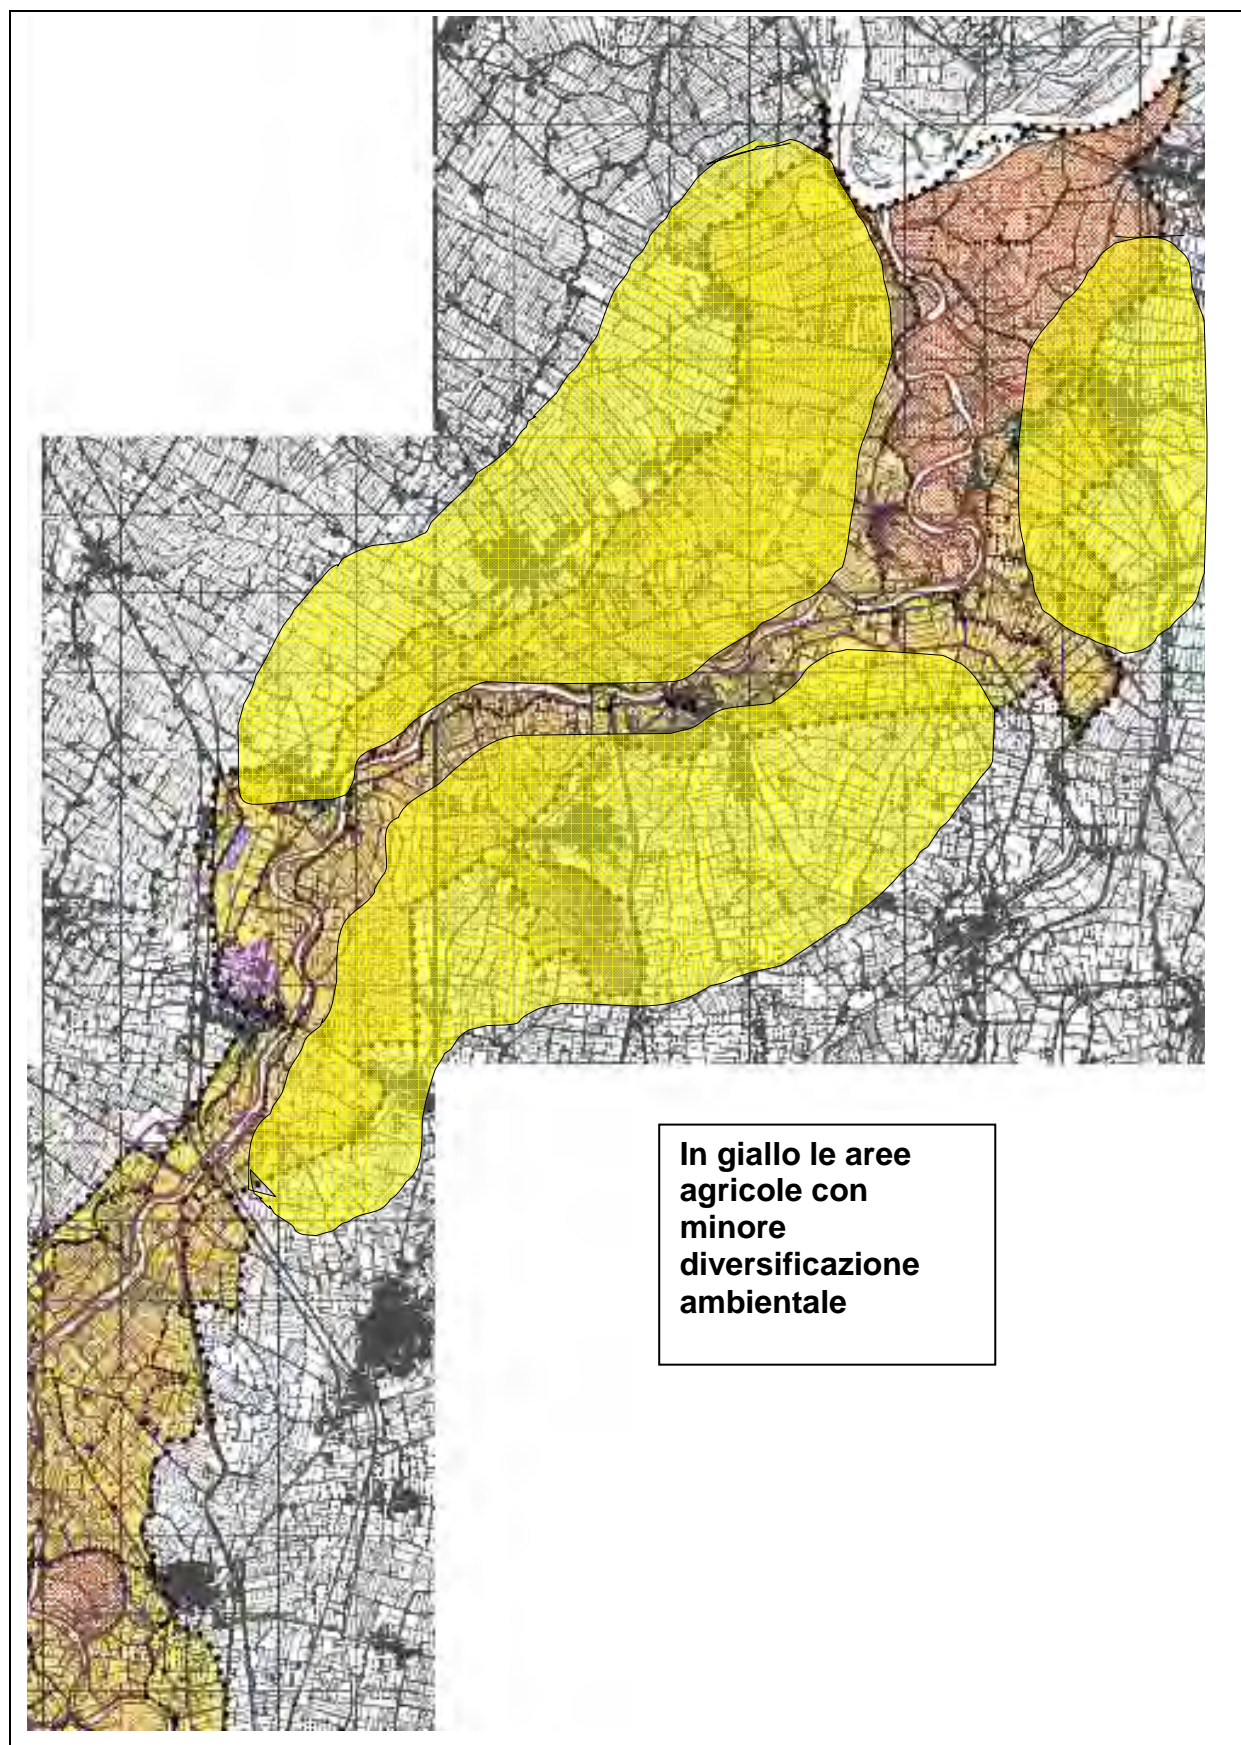 In giallo le aree
agricole con
minore
diversificazione
ambientale